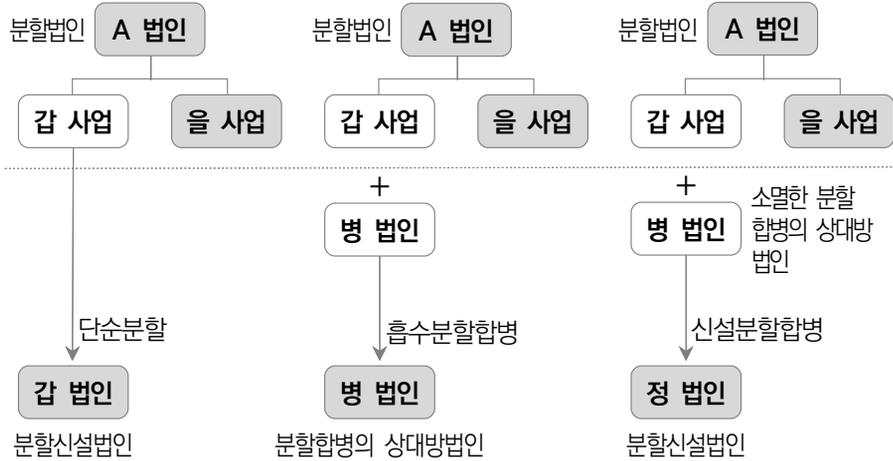 분할법인 A 법인 분할법인 A 법인 분할법인 A 법인
갑 사업 을 사업 갑 사업 을 사업 갑 사업 을 사업
+ +
병 법인 병 법인 소멸한 분할
합병의 상대방
법인
단순분할 흡수분할합병 신설분할합병
갑 법인 병 법인 정 법인
분할신설법인 분할합병의 상대방법인 분할신설법인